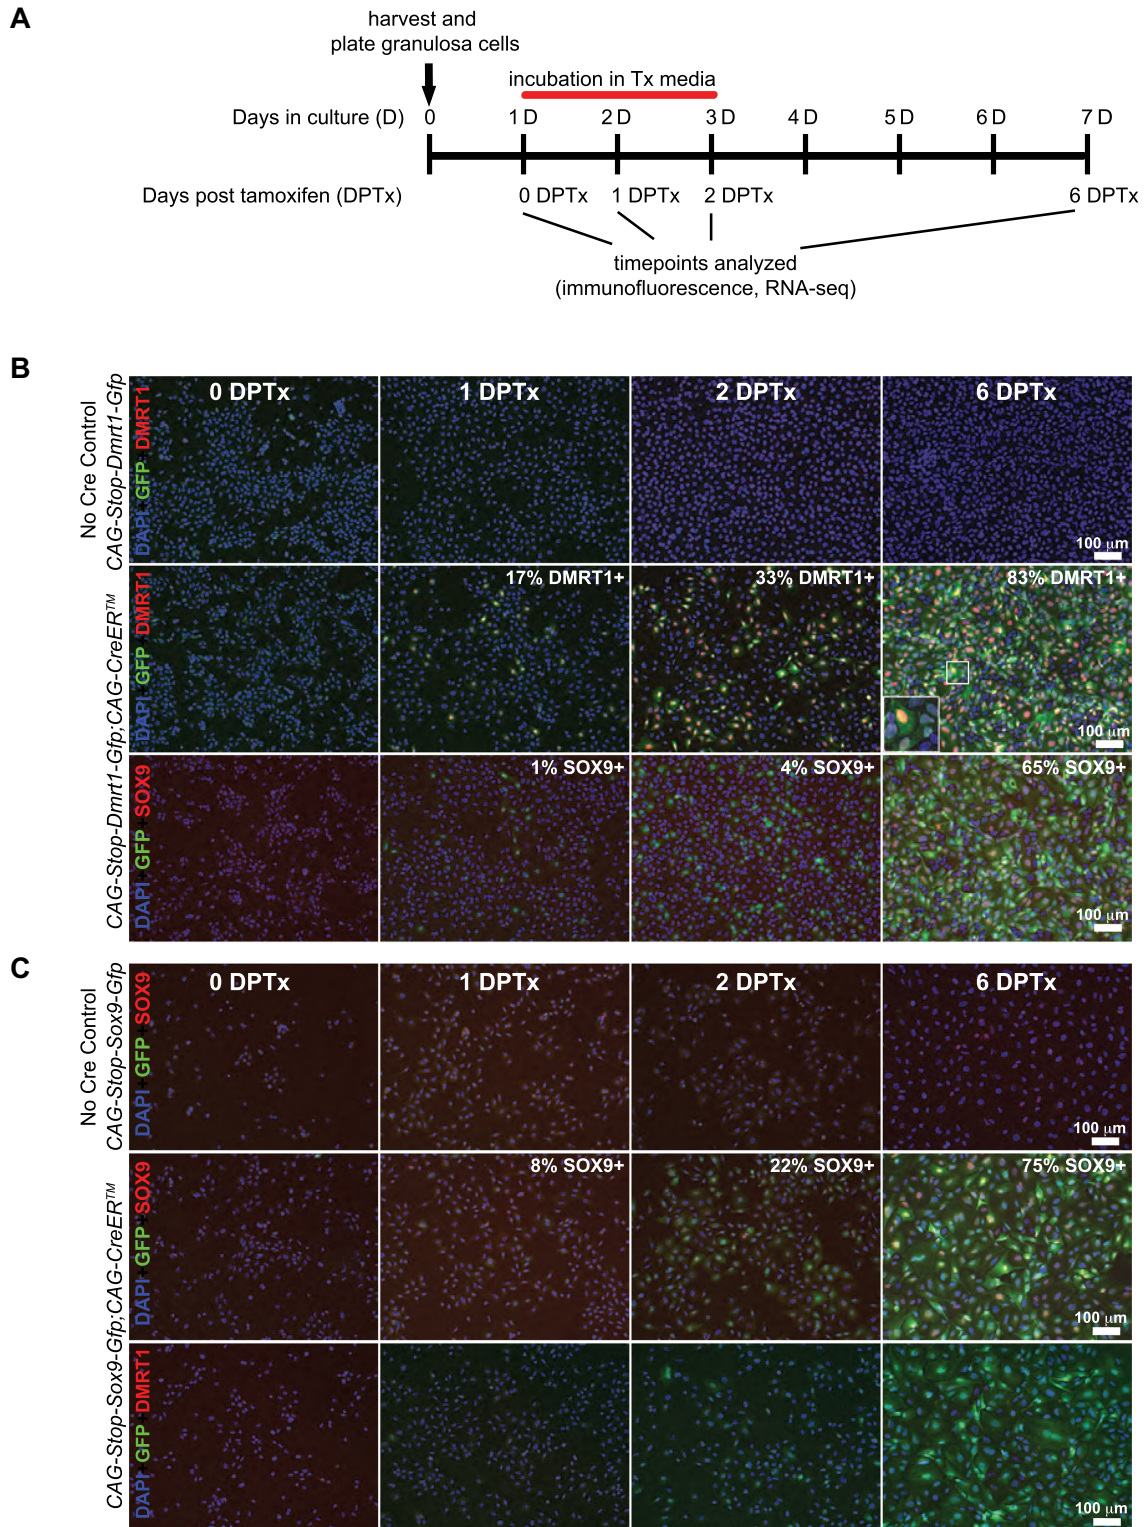 A
harvest and
plate granulosa cells
incubation in Tx media
Days in culture (D) 0 1 D 2 D 3 D 4 D 5 D 6 D 7 D
Days post tamoxifen (DPTx) 0 DPTx 1 DPTx 2 DPTx 6 DPTx
timepoints analyzed
(immunofluorescence, RNA-seq)
B
No Cre Control
CAG-Stop-Dmrt1-Gfp
DAPI+GFP+DMRT1
0 DPTx 1 DPTx 2 DPTx 6 DPTx
100 µm
CAG-Stop-Dmrt1-Gfp;CAG-CreER™
DAPI+GFP+DMRT1
17% DMRT1+ 33% DMRT1+ 83% DMRT1+
100 µm
DAPI+GFP+SOX9
1% SOX9+ 4% SOX9+ 65% SOX9+
100 µm
C
No Cre Control
CAG-Stop-Sox9-Gfp
DAPI+GFP+SOX9
0 DPTx 1 DPTx 2 DPTx 6 DPTx
100 µm
CAG-Stop-Sox9-Gfp;CAG-CreER™
DAPI+GFP+SOX9
8% SOX9+ 22% SOX9+ 75% SOX9+
100 µm
DAPI+GFP+DMRT1
100 µm